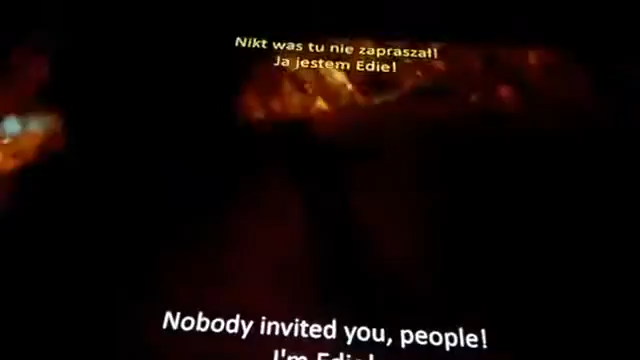 Nikt was tu nie zapraszał!
Ja jestem Edie!
Nobody invited you, people!
I'm Edie!